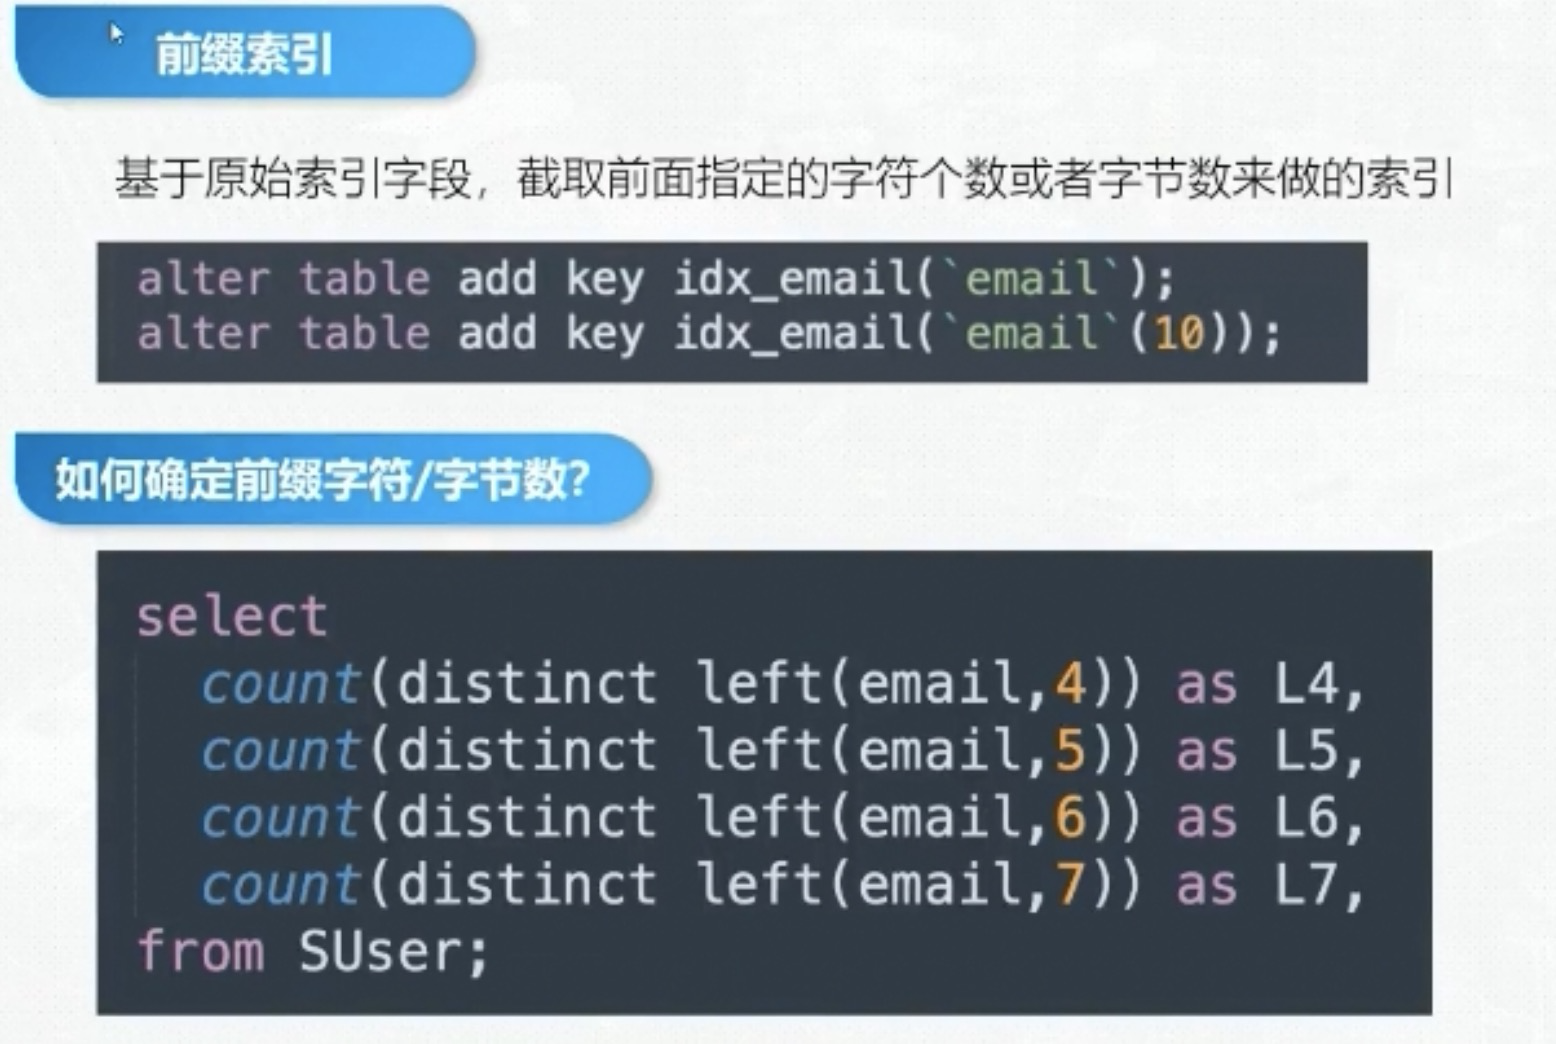 前缀索引
基于原始索引字段，截取前面指定的字符个数或者字节数来做的索引
alter table add key idx_email(`email`);
alter table add key idx_email(`email`(10));
如何确定前缀字符/字节数?
select
count(distinct left(email,4)) as L4,
count(distinct left(email,5)) as L5,
count(distinct left(email,6)) as L6,
count(distinct left(email,7)) as L7,
from SUser;